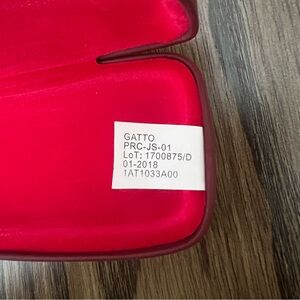 GATTO
PRC-JS-01
LoT: 1700875/D
01-2018
1AT1033A00